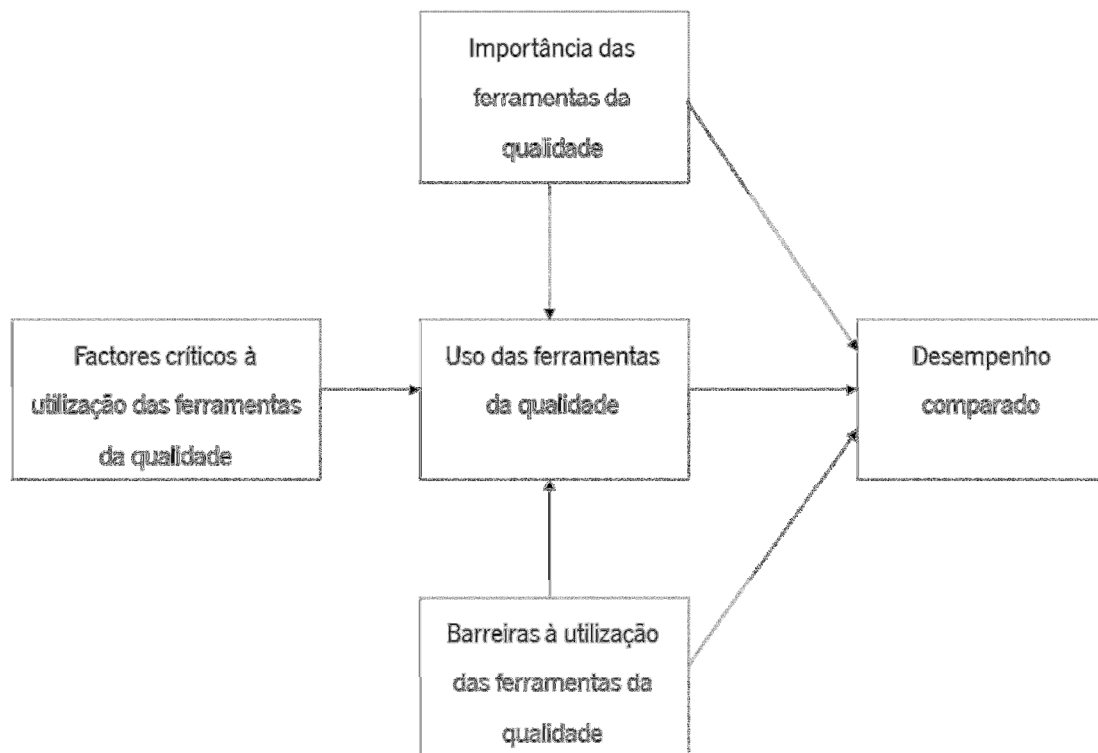 Importância das
ferramentas da
qualidade
Factores críticos à
utilização das ferramentas
da qualidade
Uso das ferramentas
da qualidade
Desempenho
comparado
Barreiras à utilização
das ferramentas da
qualidade